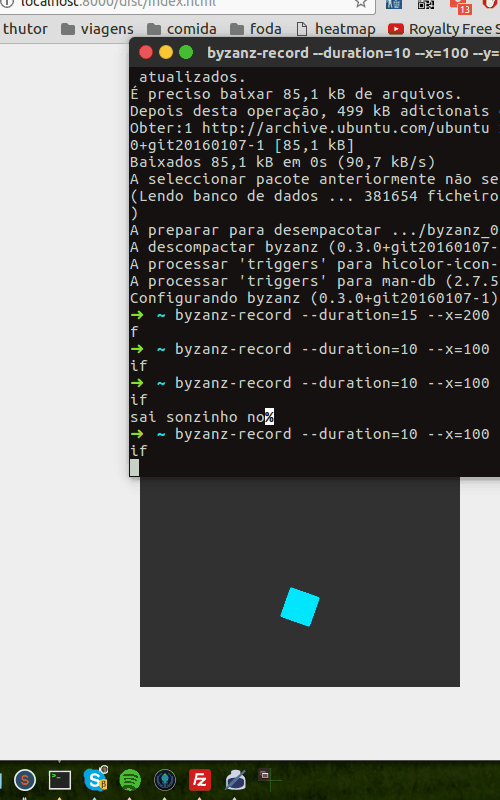 localhost:8000/dist/index.html
13
thutor viagens comida foda heatmap Royalty Free S
byzanz-record --duration=10 --x=100 --y=
atualizados.
É preciso baixar 85,1 kB de arquivos.
Depois desta operação, 499 kB adicionais
Obter:1 http://archive.ubuntu.com/ubuntu
0+git20160107-1 [85,1 kB]
Baixados 85,1 kB em 0s (90,7 kB/s)
A seleccionar pacote anteriormente não se
(Lendo banco de dados ... 381654 ficheiro
)
A preparar para desempacotar .../byzanz_0
A descompactar byzanz (0.3.0+git20160107-
A processar 'triggers' para hicolor-icon-
A processar 'triggers' para man-db (2.7.5
Configurando byzanz (0.3.0+git20160107-1)
➜ ~ byzanz-record --duration=15 --x=200
f
➜ ~ byzanz-record --duration=10 --x=100
if
➜ ~ byzanz-record --duration=10 --x=100
if
sai sonzinho no%
➜ ~ byzanz-record --duration=10 --x=100
if